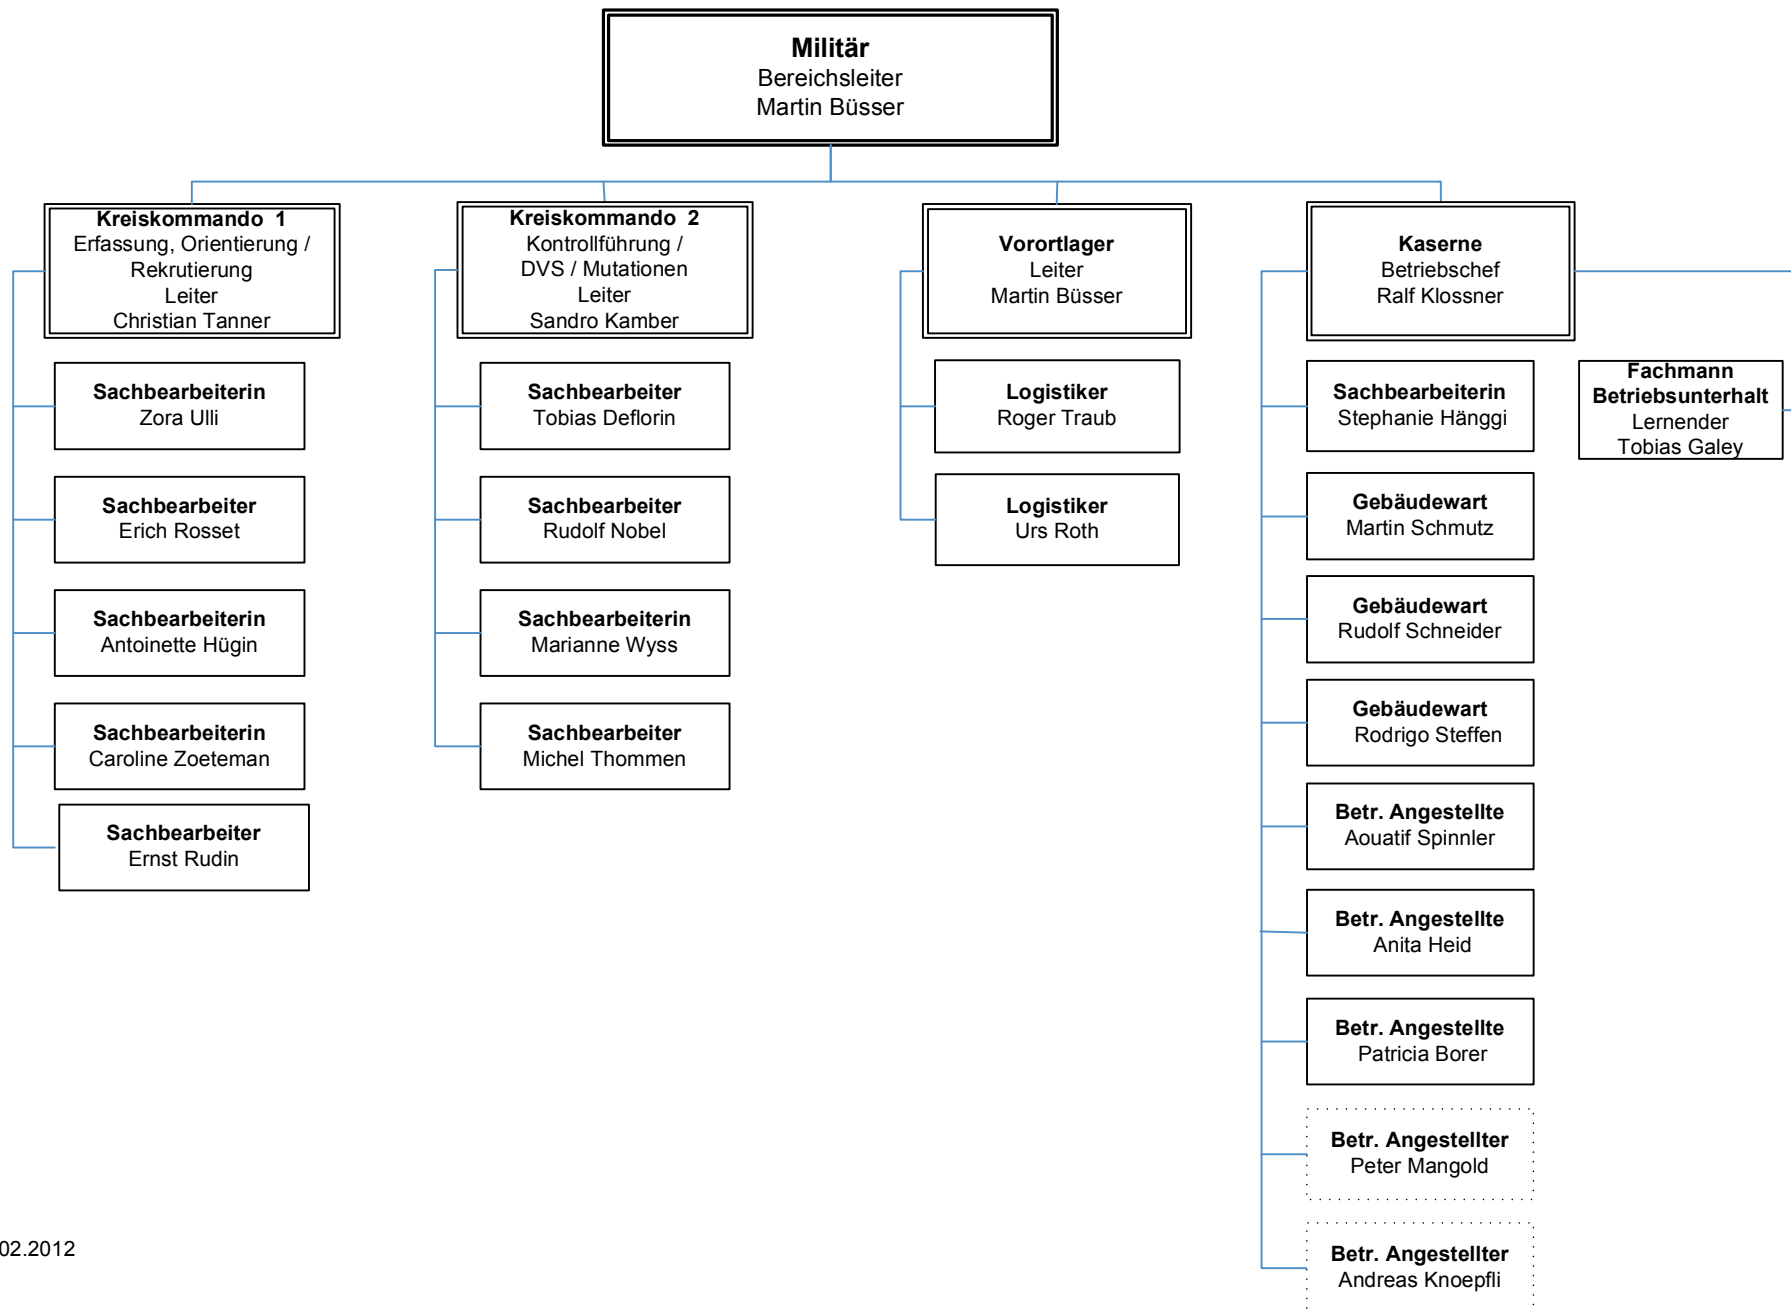 Militär
Bereichsleiter
Martin Büsser
Kreiskommando 1
Erfassung, Orientierung /
Rekrutierung
Leiter
Christian Tanner
Sachbearbeiterin
Zora Ulli
Sachbearbeiter
Erich Rosset
Sachbearbeiterin
Antoinette Hügin
Sachbearbeiterin
Caroline Zoeteman
Sachbearbeiter
Ernst Rudin
Kreiskommando 2
Kontrollführung /
DVS / Mutationen
Leiter
Sandro Kamber
Sachbearbeiter
Tobias Deflorin
Sachbearbeiter
Rudolf Nobel
Sachbearbeiterin
Marianne Wyss
Sachbearbeiter
Michel Thommen
Vorortlager
Leiter
Martin Büsser
Logistiker
Roger Traub
Logistiker
Urs Roth
Kaserne
Betriebschef
Ralf Klossner
Sachbearbeiterin
Stephanie Hänggi
Gebäudewart
Martin Schmutz
Gebäudewart
Rudolf Schneider
Gebäudewart
Rodrigo Steffen
Betr. Angestellte
Aouatif Spinnler
Betr. Angestellte
Anita Heid
Betr. Angestellte
Patricia Borer
Betr. Angestellter
Peter Mangold
Betr. Angestellter
Andreas Knoepfli
Fachmann
Betriebsunterhalt
Lernender
Tobias Galey
02.2012